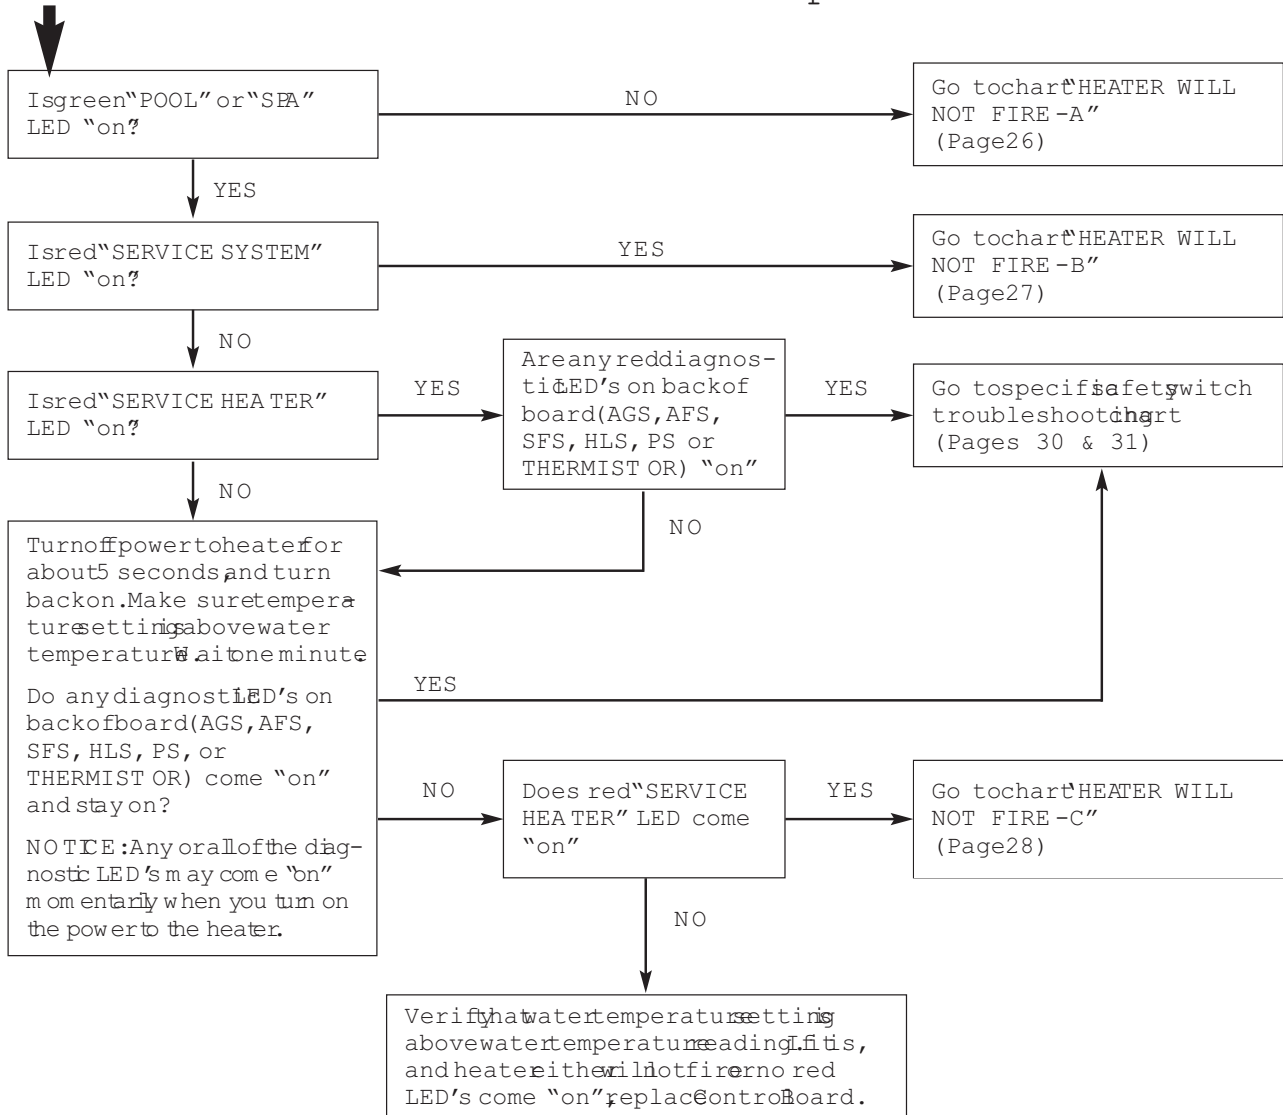 Is green “POOL” or “SPA”
LED “on”?
NO
Go to chart “HEATER WILL
NOT FIRE -A”
(Page 26)
YES
Is red “SERVICE SYSTEM”
LED “on”?
YES
Go to chart “HEATER WILL
NOT FIRE -B”
(Page 27)
NO
Is red “SERVICE HEATER”
LED “on”?
YES
Are any red diagnos-
tic LED's on back of
board (AGS, AFS,
SFS, HLS, PS or
THERMISTOR) “on”
YES
Go to specific safety switch
troubleshooting chart
(Pages 30 & 31)
NO
NO
Turn off power to heater for
about 5 seconds, and turn
back on. Make sure tempera-
ture setting is above water
temperature. Wait one minute.
Do any diagnostic LED's on
back of board (AGS, AFS,
SFS, HLS, PS, or
THERMISTOR) come “on”
and stay on?
NOTICE: Any or all of the diag-
nostic LED's may come “on”
momentarily when you turn on
the power to the heater.
YES
NO
Does red “SERVICE
HEATER” LED come
“on”
YES
Go to chart “HEATER WILL
NOT FIRE -C”
(Page 28)
NO
Verify that water temperature setting is
above water temperature reading. If it is,
and heater either will not fire or no red
LED's come “on”, replace Control Board.